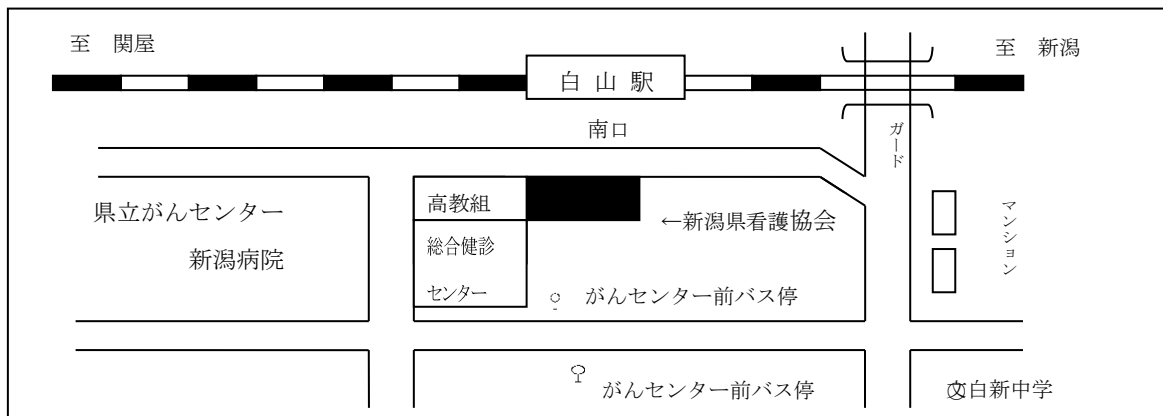 至　関屋
至　新潟
白 山 駅
南口
ガード
高教組
県立がんセンター
新潟病院
←新潟県看護協会
マンション
総合健診
センター
がんセンター前バス停
がんセンター前バス停
文白新中学